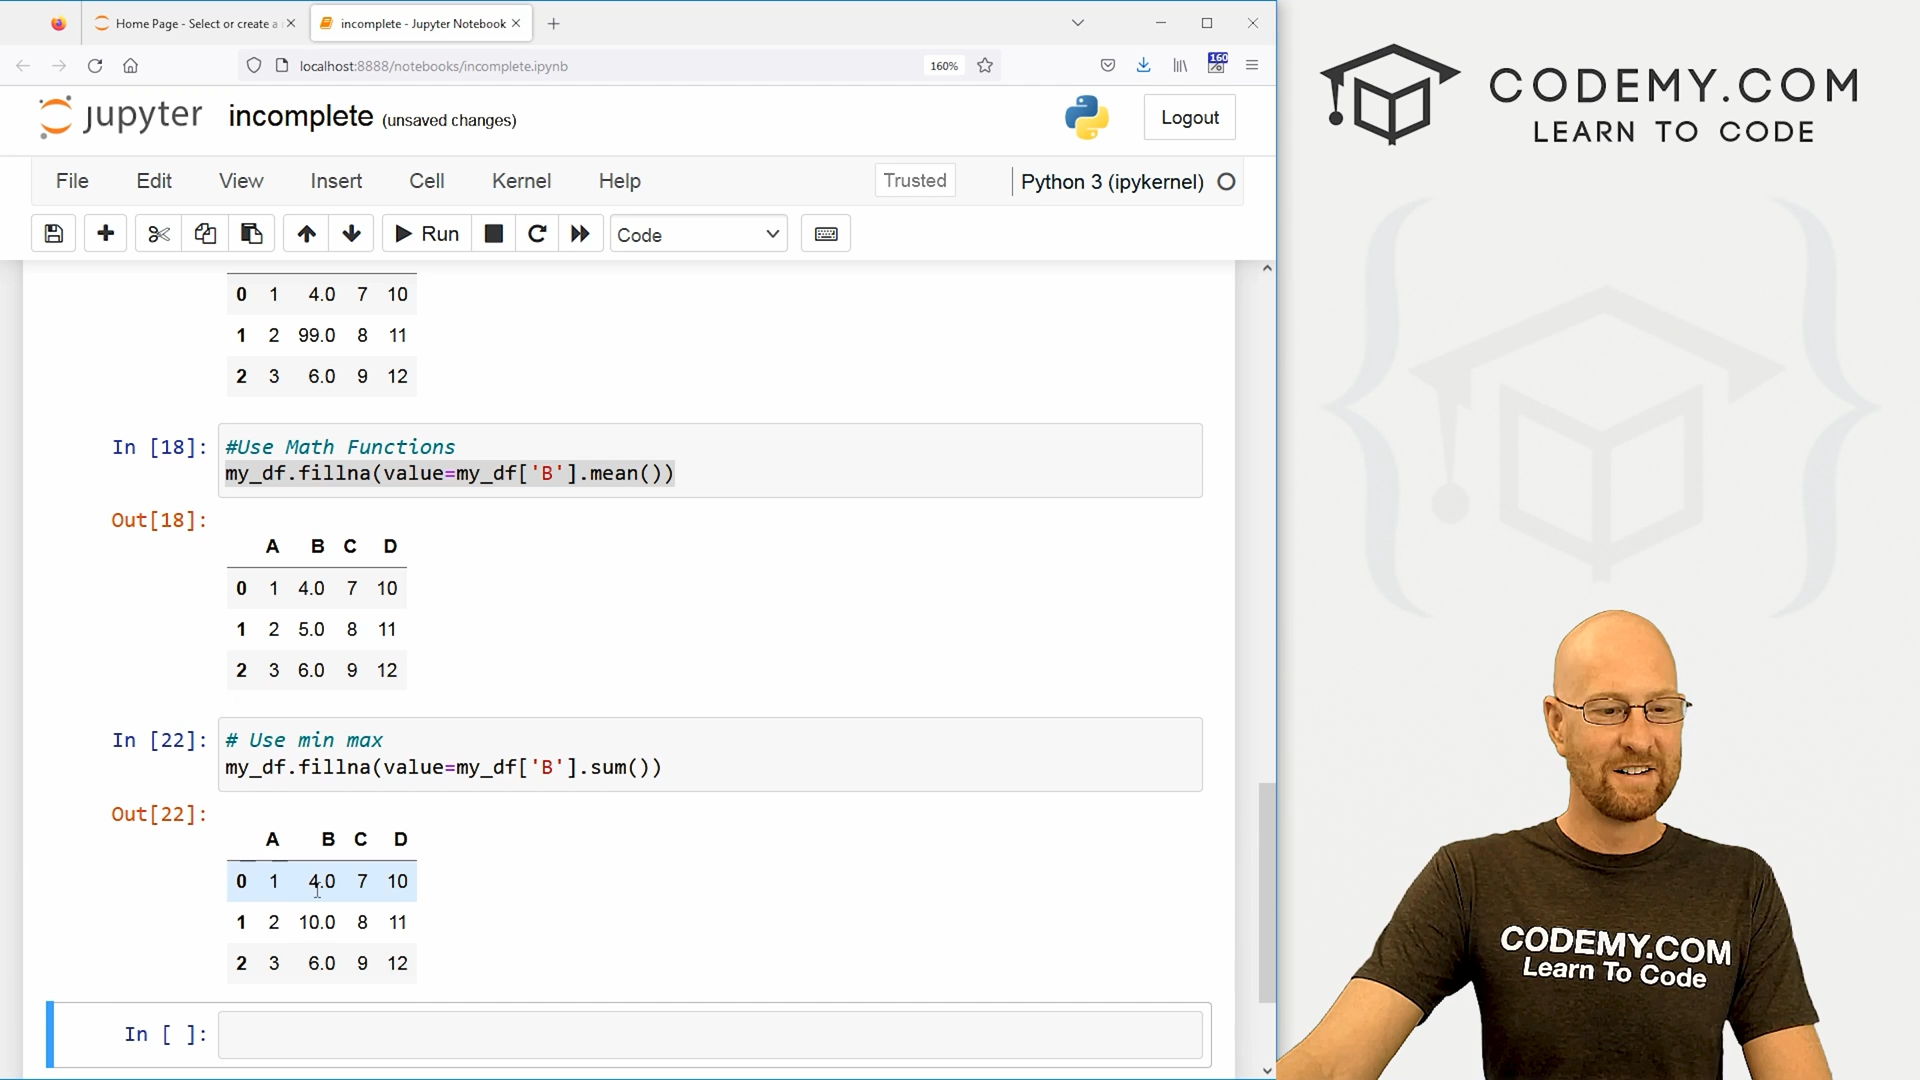 Home Page - Select or create a
incomplete - Jupyter Notebook
localhost:8888/notebooks/incomplete.ipynb
160%
160
jupyter incomplete (unsaved changes)
Logout
File Edit View Insert Cell Kernel Help
Trusted
Python 3 (ipykernel)
Run
Code
0 1 4.0 7 10
1 2 99.0 8 11
2 3 6.0 9 12
In [18]: #Use Math Functions
my_df.fillna(value=my_df['B'].mean())
Out[18]:
A B C D
0 1 4.0 7 10
1 2 5.0 8 11
2 3 6.0 9 12
In [22]: # Use min max
my_df.fillna(value=my_df['B'].sum())
Out[22]:
A B C D
0 1 4.0 7 10
1 2 10.0 8 11
2 3 6.0 9 12
In [ ]:
CODEMY.COM
LEARN TO CODE
CODEMY.COM
Learn To Code